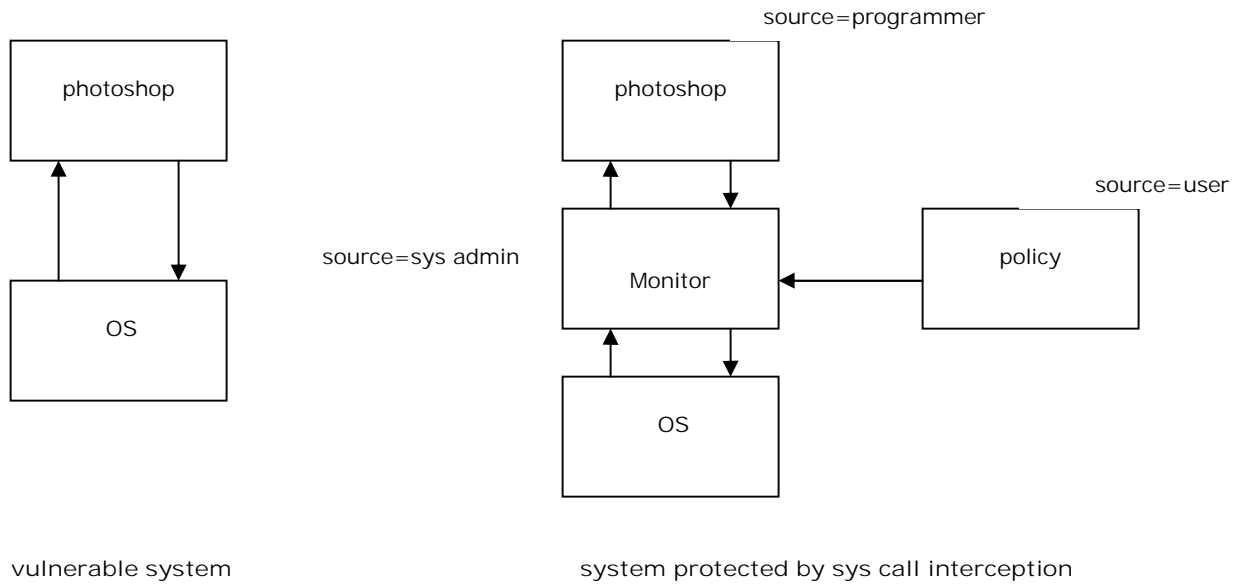 source=programmer
photoshop
photoshop
source=user
source=sys admin
policy
Monitor
OS
OS
vulnerable system
system protected by sys call interception